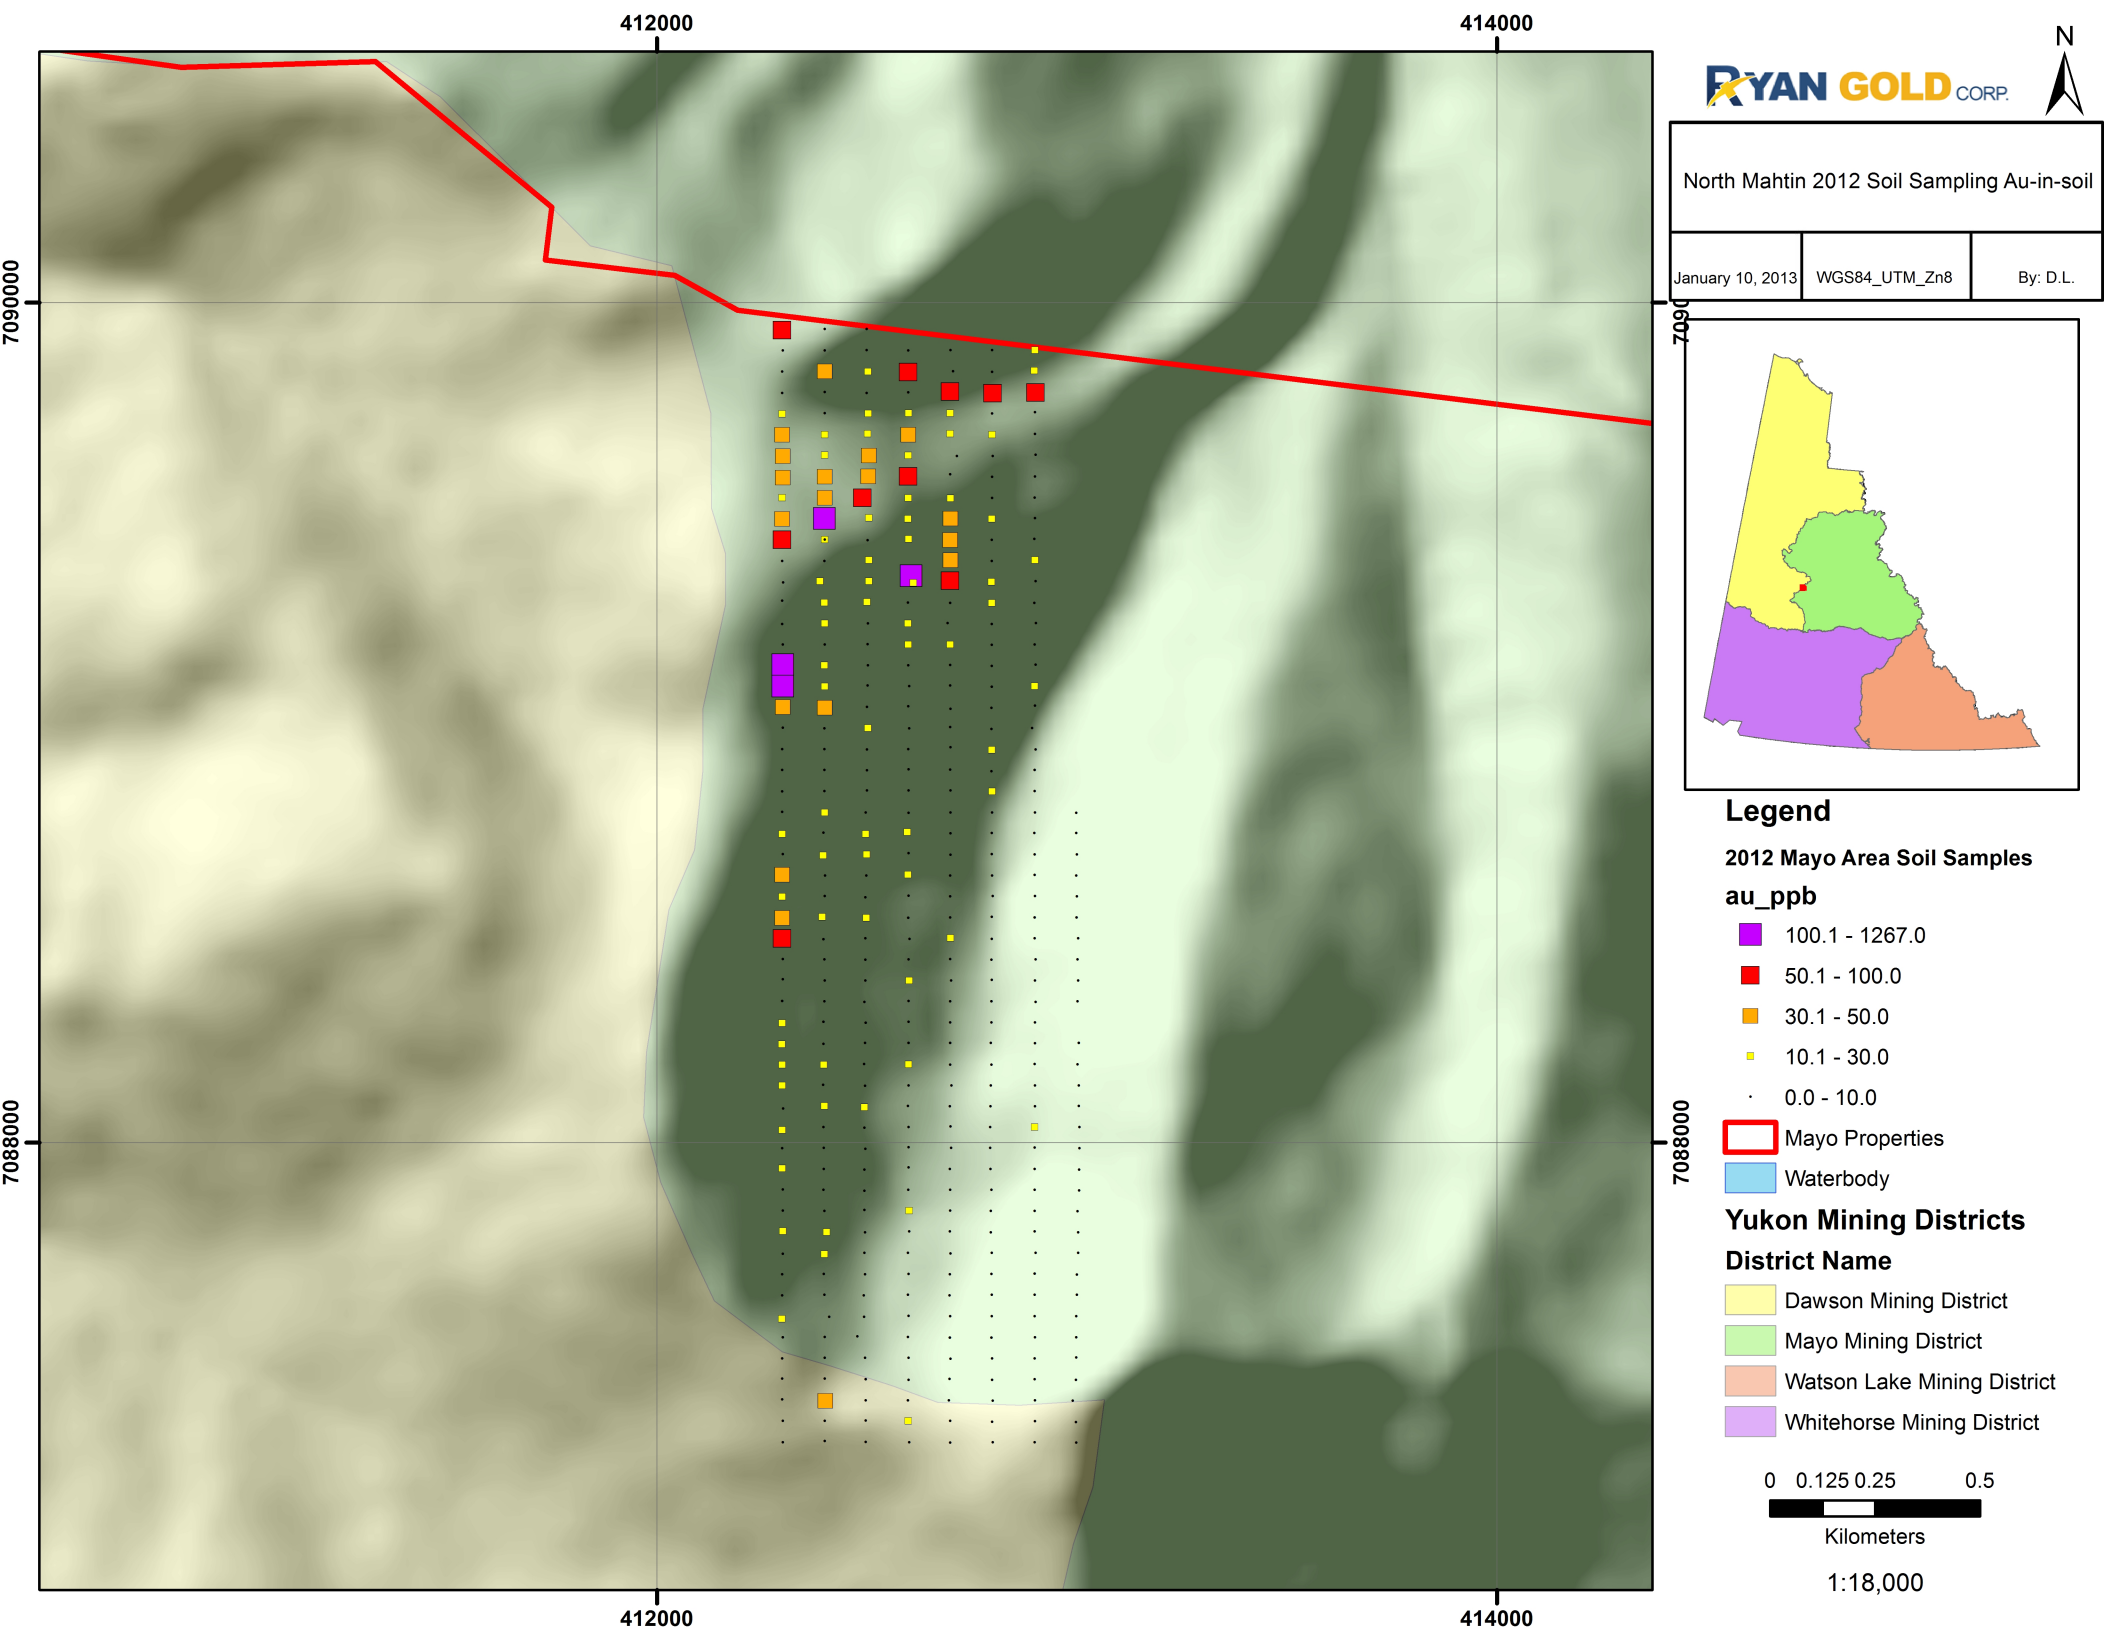 412000
414000
N
RYAN GOLD CORP.
North Mahtin 2012 Soil Sampling Au-in-soil
January 10, 2013
WGS84_UTM_Zn8
By: D.L.
7090000
7090
Legend
2012 Mayo Area Soil Samples
au_ppb
100.1 - 1267.0
50.1 - 100.0
30.1 - 50.0
10.1 - 30.0
0.0 - 10.0
Mayo Properties
Waterbody
7088000
7088000
Yukon Mining Districts
District Name
Dawson Mining District
Mayo Mining District
Watson Lake Mining District
Whitehorse Mining District
0 0.125 0.25 0.5
Kilometers
1:18,000
412000
414000